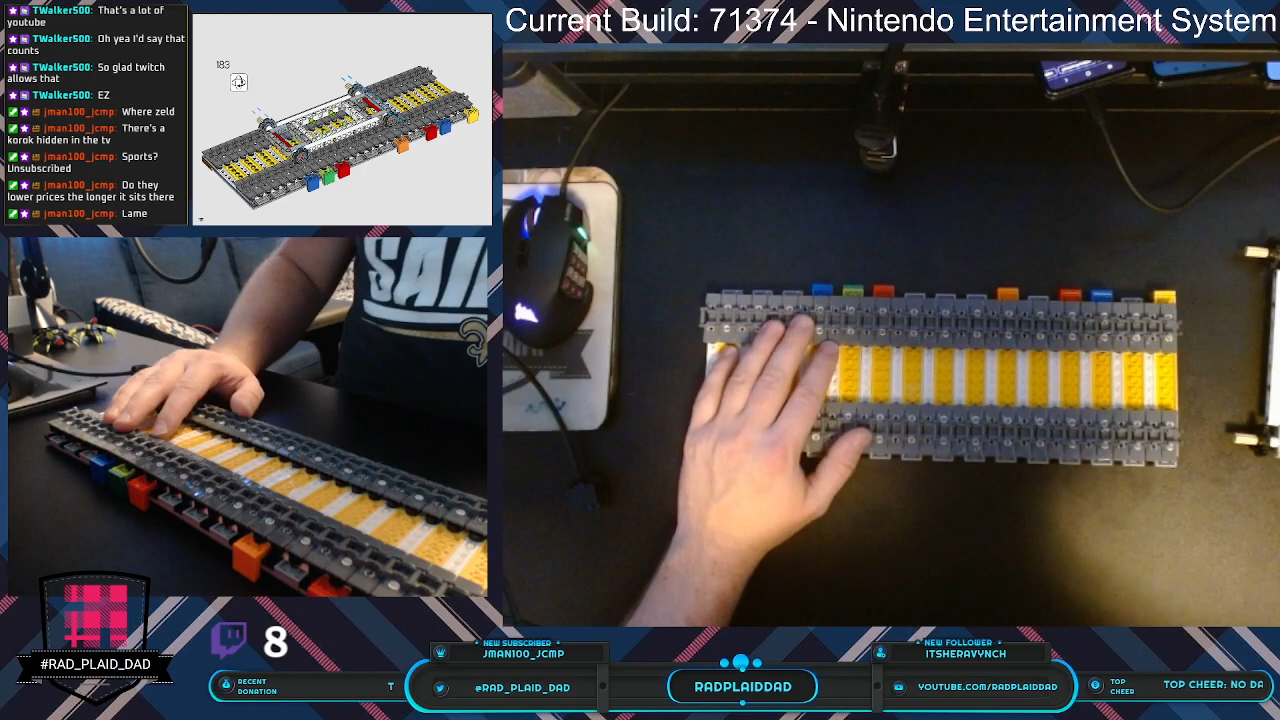 TWalker500: That's a lot of
youtube
TWalker500: Oh yea I'd say that
counts
TWalker500: So glad twitch
allows that
TWalker500: EZ
jman100_jcmp: Where zeld
jman100_jcmp: There's a
korok hidden in the tv
jman100_jcmp: Sports?
Unsubscribed
jman100_jcmp: Do they
lower prices the longer it sits there
jman100_jcmp: Lame
183
Current Build: 71374 - Nintendo Entertainment System
SAI
#RAD_PLAID_DAD
8
NEW SUBSCRIBER
JMAN100_JCMP
NEW FOLLOWER
ITSHERAVYNCH
RECENT
DONATION
T
@RAD_PLAID_DAD
RADPLAIDDAD
YOUTUBE.COM/RADPLAIDDAD
TOP
CHEER
TOP CHEER: NO DA